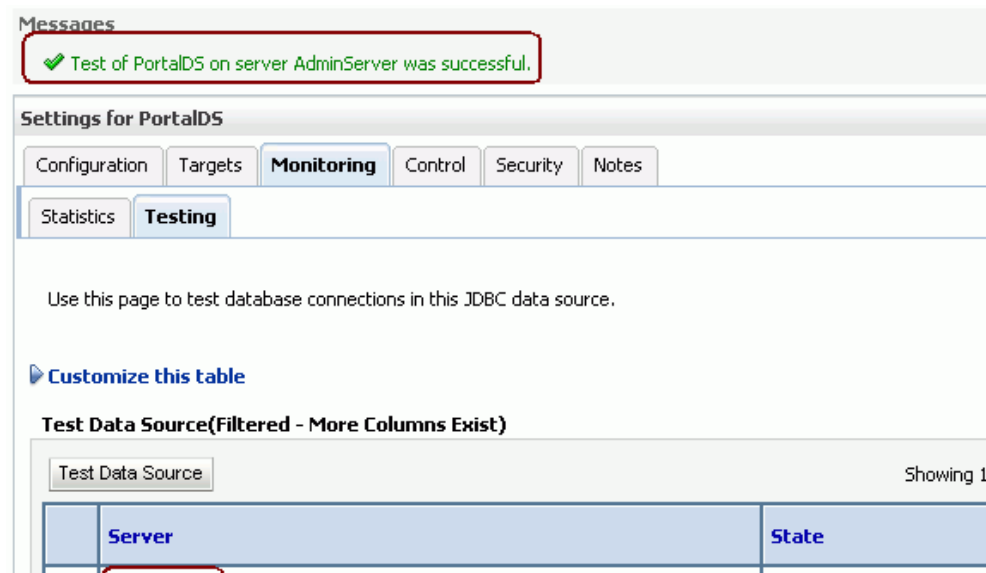 Messages
Test of PortalDS on server AdminServer was successful.
Settings for PortalDS
Configuration Targets Monitoring Control Security Notes
Statistics Testing
Use this page to test database connections in this JDBC data source.
Customize this table
Test Data Source(Filtered - More Columns Exist)
Test Data Source Showing 1
Server State